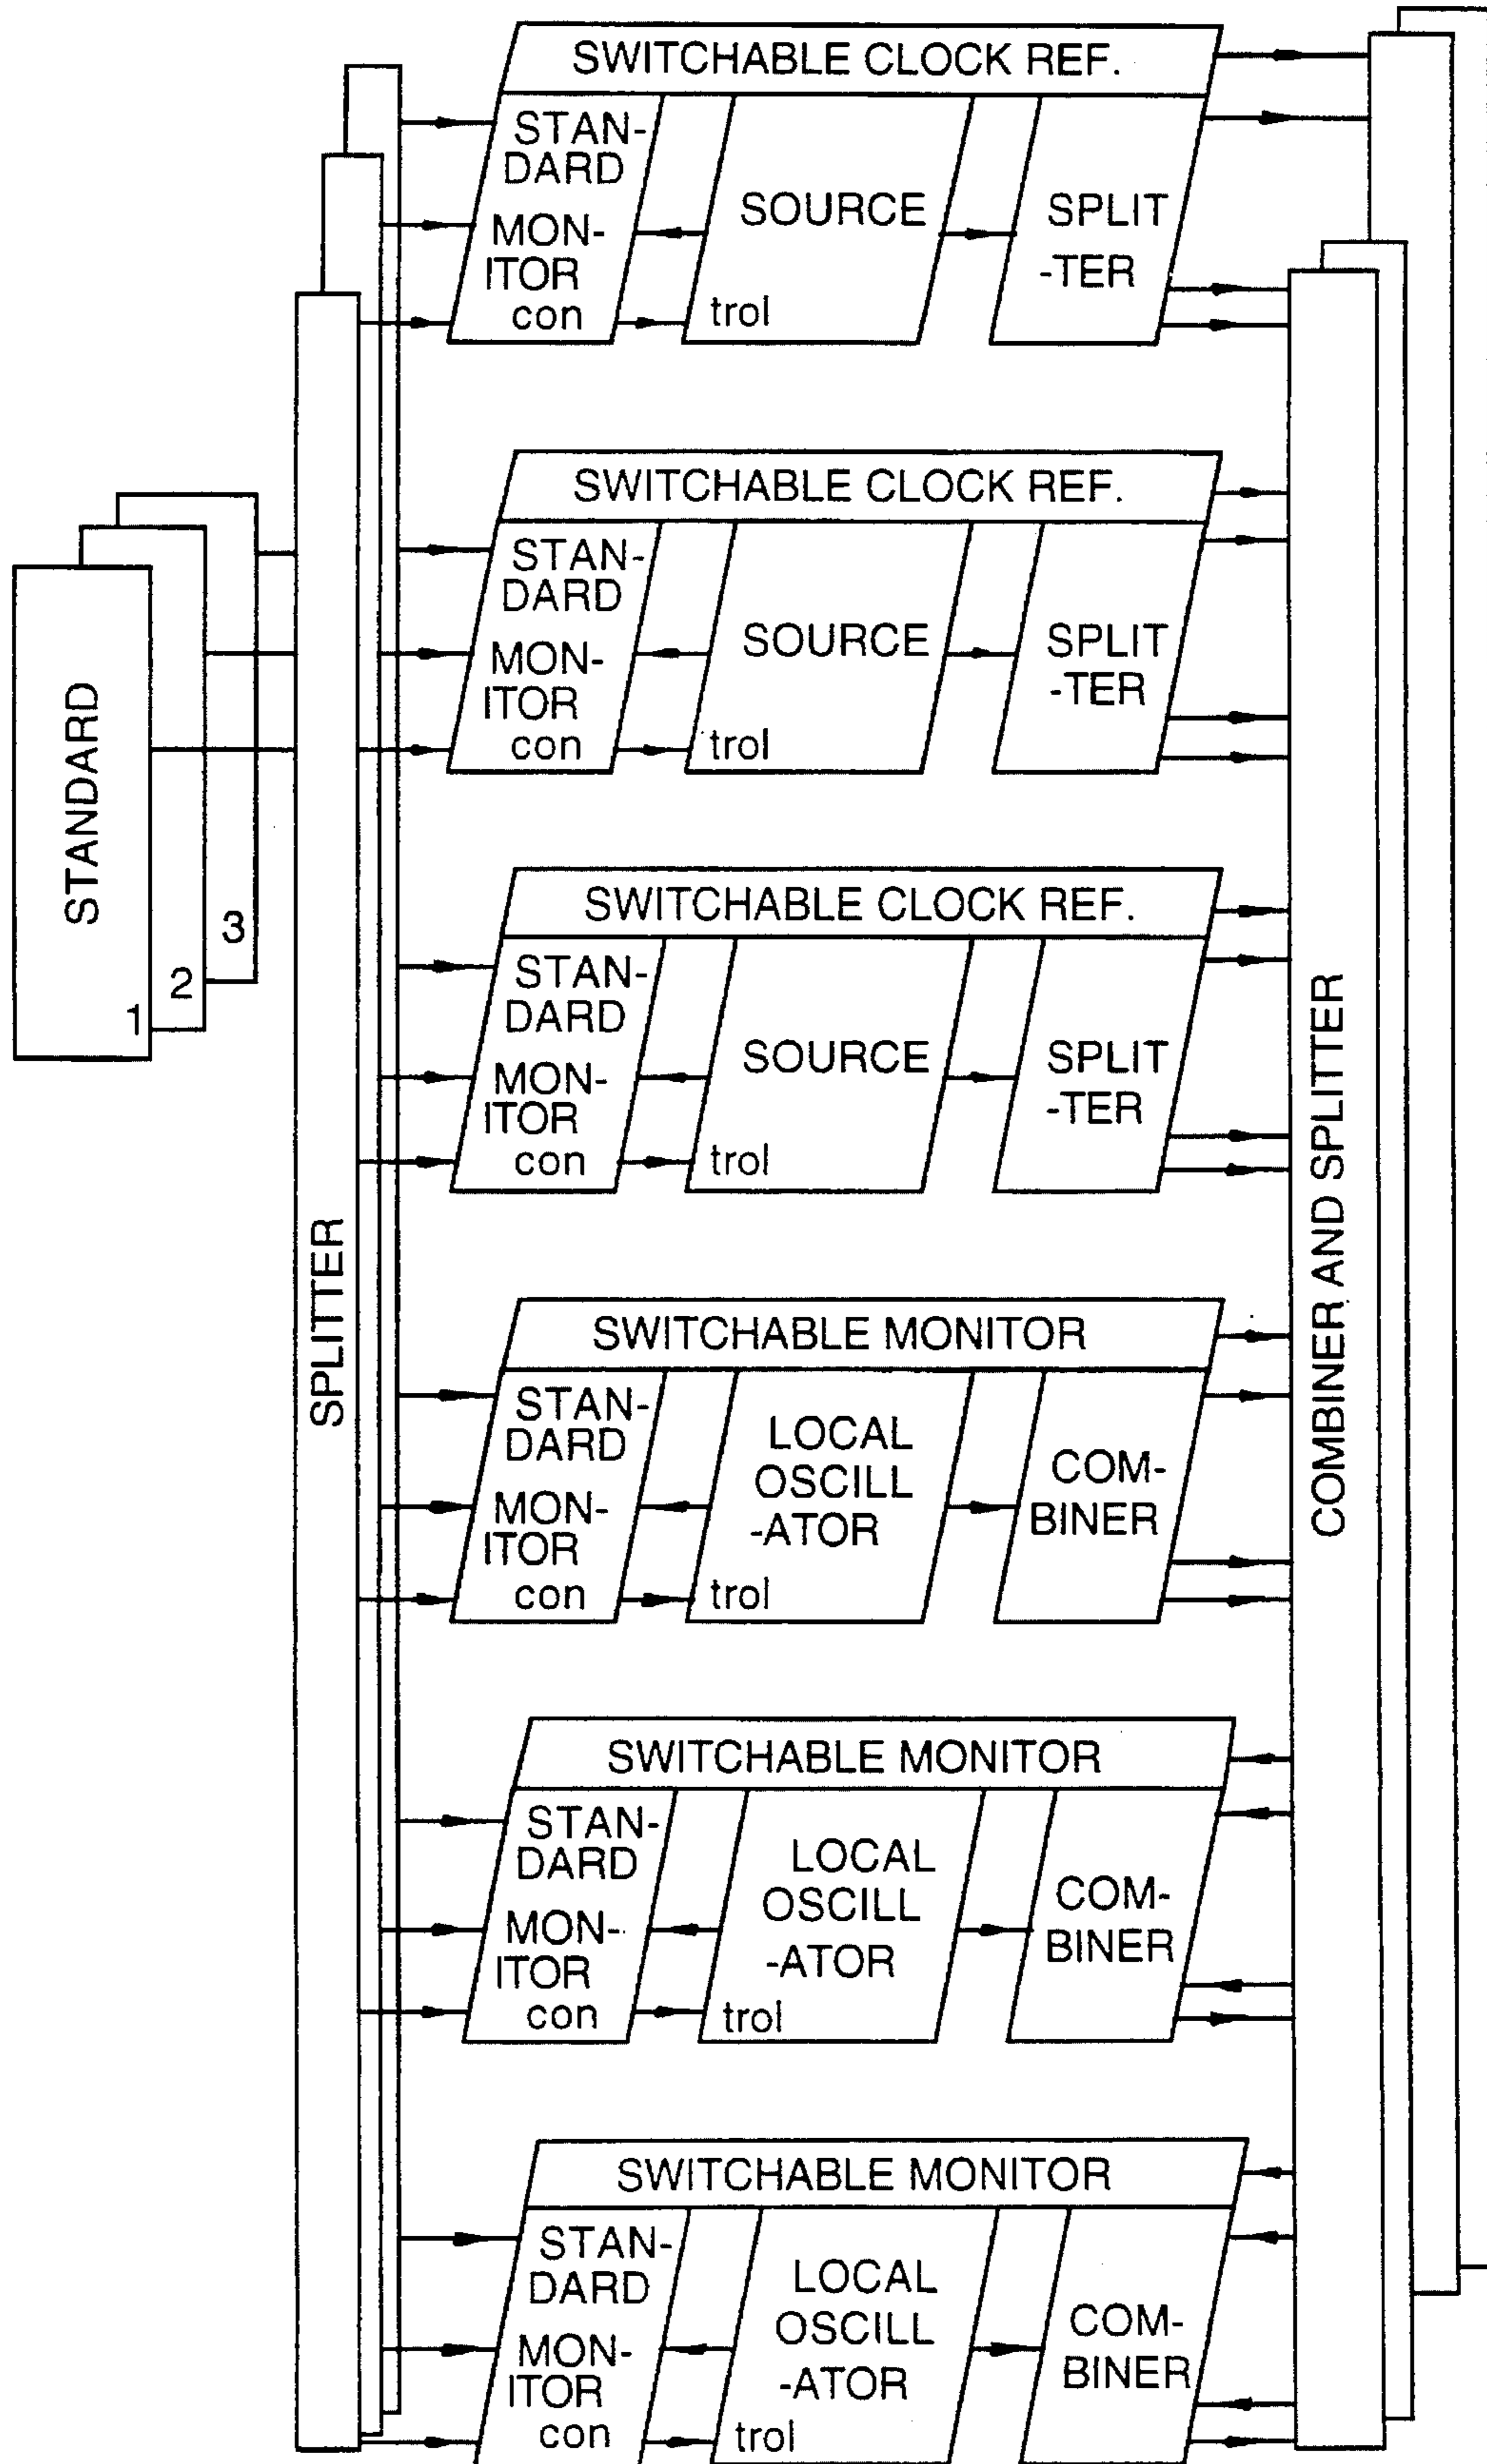 STANDARD
1
2
3
SPLITTER
SWITCHABLE CLOCK REF.
STAN-
DARD
MON-
ITOR
con
SOURCE
trol
SPLIT
-TER
SWITCHABLE CLOCK REF.
STAN-
DARD
MON-
ITOR
con
SOURCE
trol
SPLIT
-TER
SWITCHABLE CLOCK REF.
STAN-
DARD
MON-
ITOR
con
SOURCE
trol
SPLIT
-TER
SWITCHABLE MONITOR
STAN-
DARD
MON-
ITOR
con
LOCAL
OSCILL
-ATOR
trol
COM-
BINER
SWITCHABLE MONITOR
STAN-
DARD
MON-
ITOR
con
LOCAL
OSCILL
-ATOR
trol
COM-
BINER
SWITCHABLE MONITOR
STAN-
DARD
MON-
ITOR
con
LOCAL
OSCILL
-ATOR
trol
COM-
BINER
COMBINER AND SPLITTER